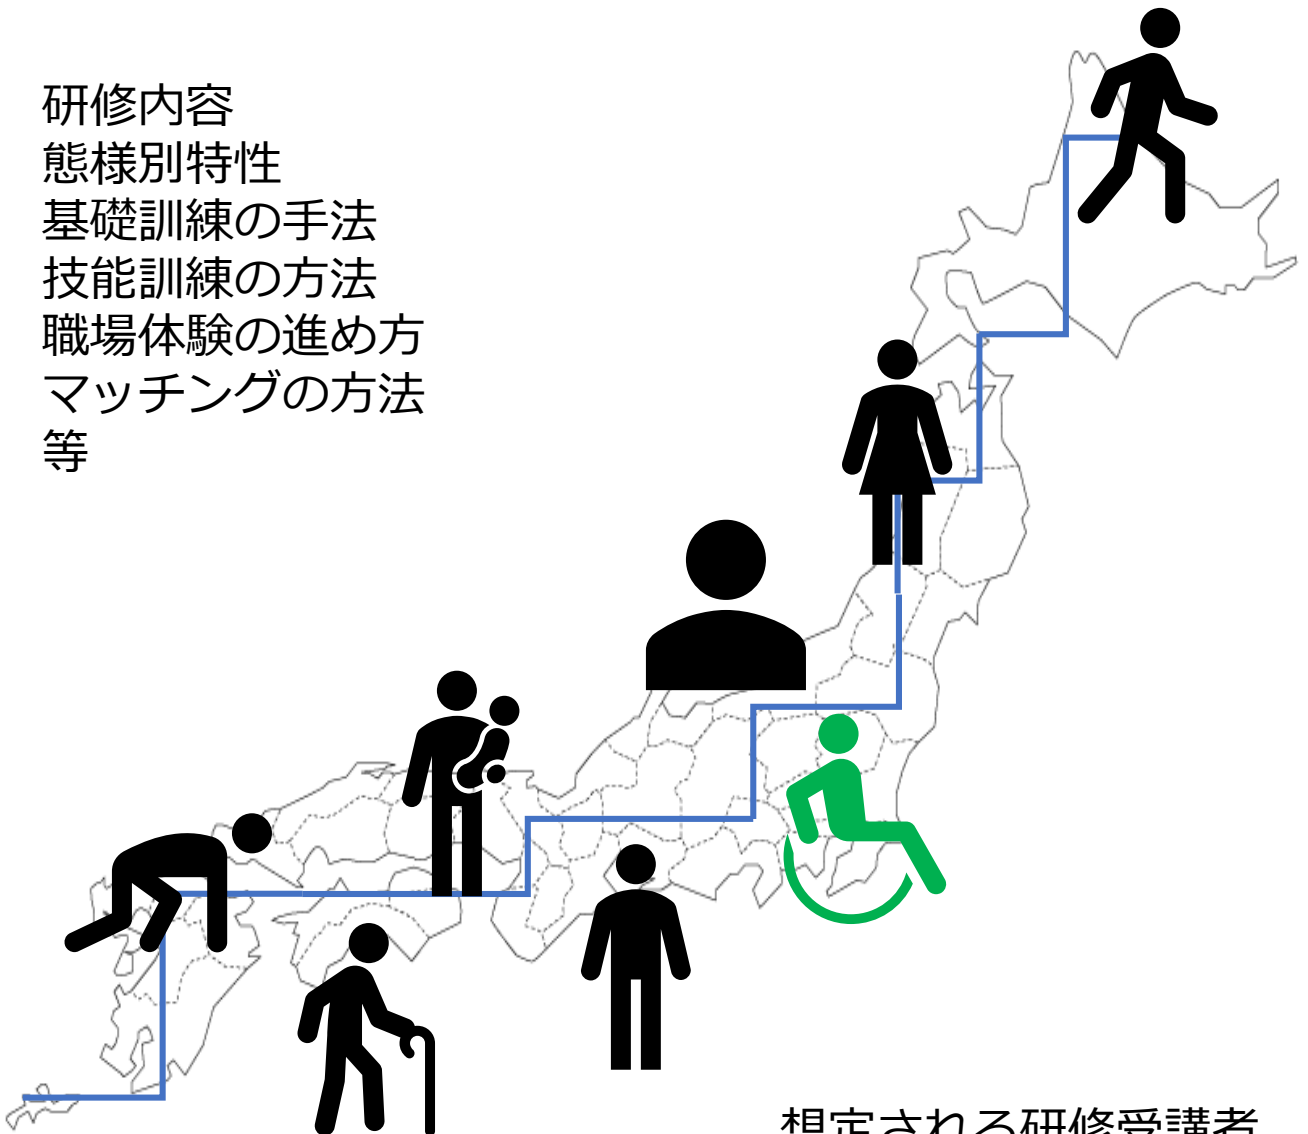 研修内容
態様別特性
基礎訓練の手法
技能訓練の方法
職場体験の進め方
マッチングの方法
等
想定される研修受講者